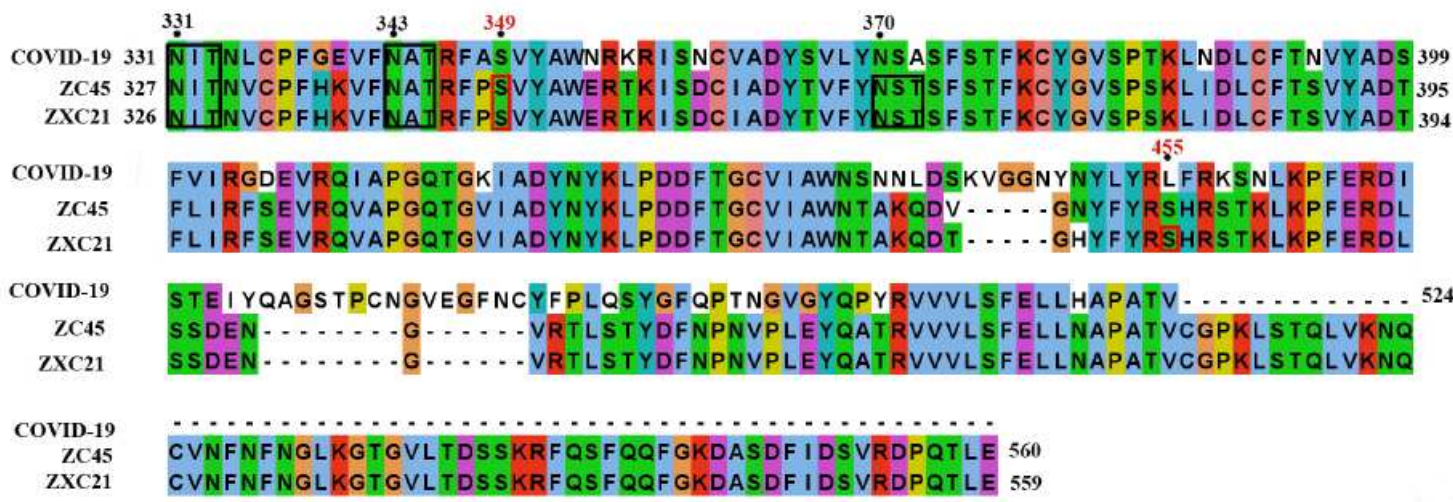 331 343 349 370
COVID-19 331 NITNLCPFGEVFNATRFASVYAWNRKRISNCVADYSVLYNSASFSTFKCYGVSPTKLNDLCFTNVYADS 399
ZC45 327 NITNVCPFHKVFNATRFPSVYAWERTKISDCIADYTVFYNSTSFSTFKCYGVSPSKLIDLCFTSVYADT 395
ZXC21 326 NITNVCPFHKVFNATRFPSVYAWERTKISDCIADYTVFYNSTSFSTFKCYGVSPSKLIDLCFTSVYADT 394
455
COVID-19 FVIRGDEVRQIAPGQTGKIADYNYKLPDDFTGCVIAWNSNNLDSKVGGNYNYLYRLFRKSNLKPFERDI
ZC45 FLIRFSEVRQVAPGQTGVIADYNYKLPDDFTGCVIAWNTAKQDV-----GNYFYRSHRSTKLKPFERDL
ZXC21 FLIRFSEVRQVAPGQTGVIADYNYKLPDDFTGCVIAWNTAKQDT-----GHYFYRSHRSTKLKPFERDL
COVID-19 STEIYQAGSTPCNGVEGFNCYFPLQSYGFQPTNGVGYQPYRVVVLSFELLHAPATV------------- 524
ZC45 SSDEN--------G------VRTLSTYDFNPNVPLEYQATRVVVLSFELLNAPATVCGPKLSTQLVKNQ
ZXC21 SSDEN--------G------VRTLSTYDFNPNVPLEYQATRVVVLSFELLNAPATVCGPKLSTQLVKNQ
COVID-19 ----------------------------------------------
ZC45 CVNFNFNGLKGTGVLTDSSKRFQSFQQFGKDASDFIDSVRDPQTLE 560
ZXC21 CVNFNFNGLKGTGVLTDSSKRFQSFQQFGKDASDFIDSVRDPQTLE 559